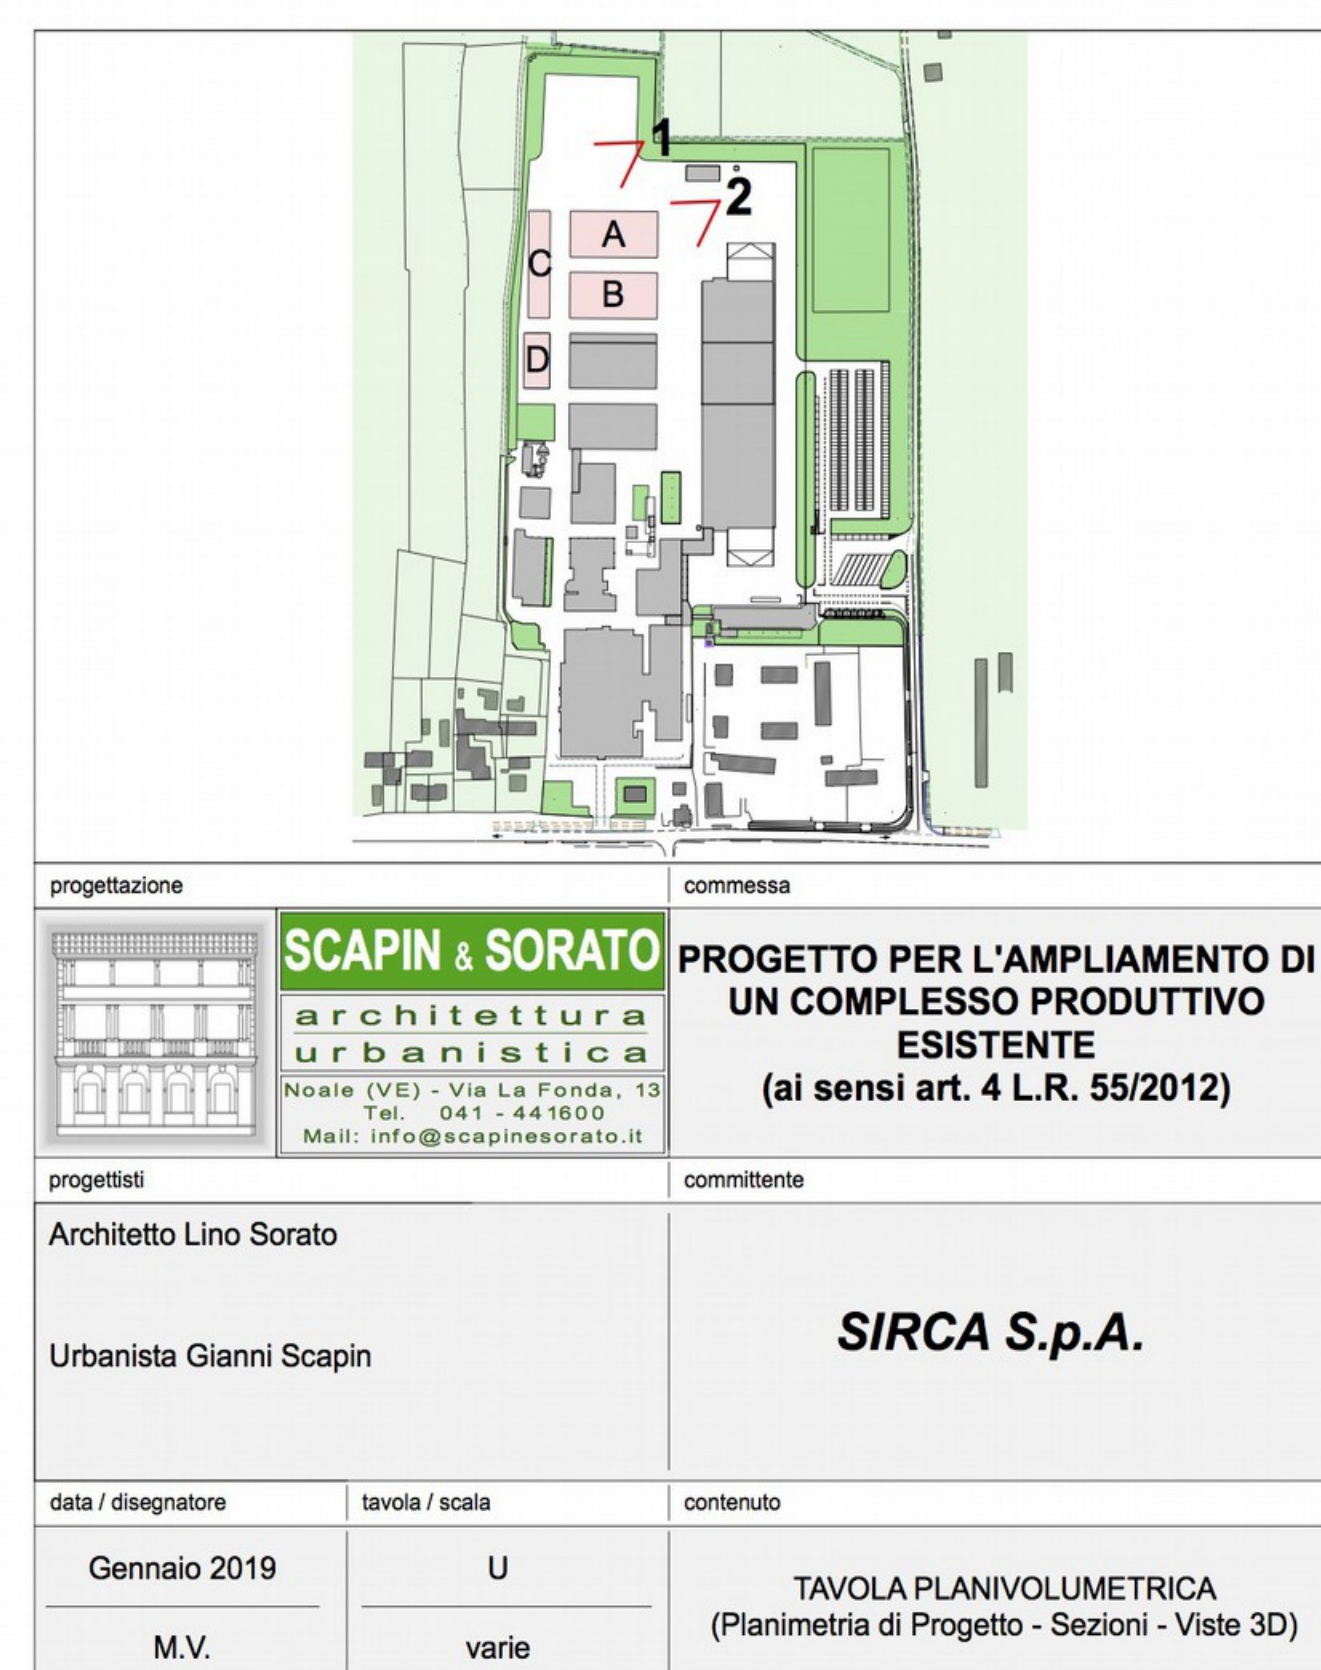 1
2
A
C
B
D
progettazione
commessa
SCAPIN & SORATO
architettura
urbanistica
Noale (VE) - Via La Fonda, 13
Tel. 041 - 441600
Mail: info@scapinesorato.it
PROGETTO PER L'AMPLIAMENTO DI
UN COMPLESSO PRODUTTIVO
ESISTENTE
(ai sensi art. 4 L.R. 55/2012)
progettisti
committente
Architetto Lino Sorato
Urbanista Gianni Scapin
SIRCA S.p.A.
data / disegnatore
tavola / scala
contenuto
Gennaio 2019
U
TAVOLA PLANIVOLUMETRICA
(Planimetria di Progetto - Sezioni - Viste 3D)
M.V.
varie